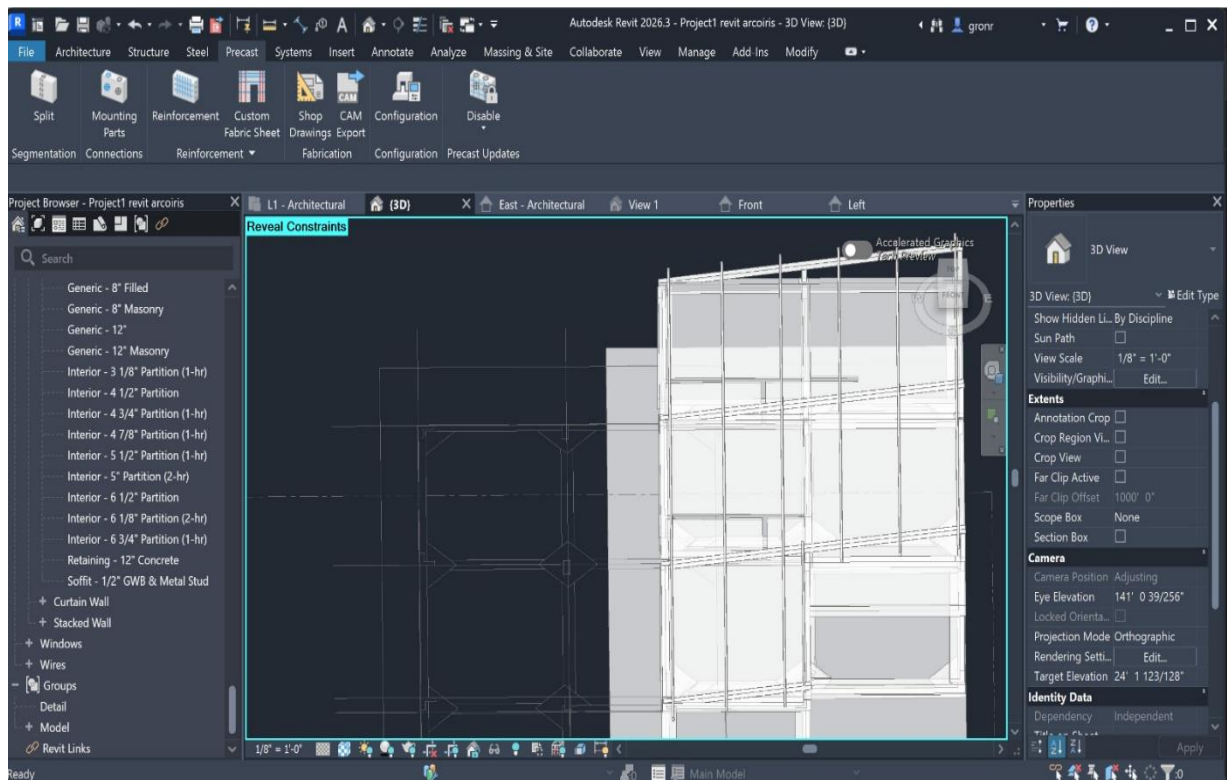 Autodesk Revit 2026.3 - Project1 revit arcoiris - 3D View: {3D}
gronr
File Architecture Structure Steel Precast Systems Insert Annotate Analyze Massing & Site Collaborate View Manage Add-Ins Modify
Split
Mounting Parts
Reinforcement
Custom Fabric Sheet
Shop Drawings
CAM Export
Configuration
Disable
Segmentation Connections Reinforcement Fabrication Configuration Precast Updates
Project Browser - Project1 revit arcoiris
Search
Generic - 8" Filled
Generic - 8" Masonry
Generic - 12"
Generic - 12" Masonry
Interior - 3 1/8" Partition (1-hr)
Interior - 4 1/2" Partition
Interior - 4 3/4" Partition (1-hr)
Interior - 4 7/8" Partition (1-hr)
Interior - 5 1/2" Partition (1-hr)
Interior - 5" Partition (2-hr)
Interior - 6 1/2" Partition
Interior - 6 1/8" Partition (2-hr)
Interior - 6 3/4" Partition (1-hr)
Retaining - 12" Concrete
Soffit - 1/2" GWB & Metal Stud
Curtain Wall
Stacked Wall
Windows
Wires
Groups
Detail
Model
Revit Links
L1 - Architectural {3D} East - Architectural View 1 Front Left
Reveal Constraints
Accelerated Graphics
Tech Preview
TOP
FRONT
E
Properties
3D View
3D View: {3D} Edit Type
Show Hidden Li... By Discipline
Sun Path
View Scale 1/8" = 1'-0"
Visibility/Graphi... Edit...
Extents
Annotation Crop
Crop Region Vi...
Crop View
Far Clip Active
Far Clip Offset 1000' 0"
Scope Box None
Section Box
Camera
Camera Position Adjusting
Eye Elevation 141' 0 39/256"
Locked Orienta...
Projection Mode Orthographic
Rendering Setti... Edit...
Target Elevation 24' 1 123/128"
Identity Data
Dependency Independent
Apply
1/8" = 1'-0"
Ready
Main Model
:0